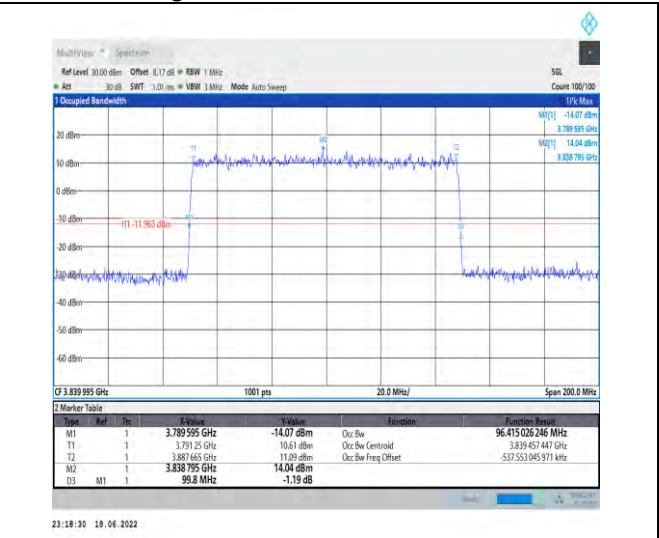 MultiView Spectrum
Ref Level 30.00 dBm Offset 8.17 dB RBW 1 MHz SGL
Att 30 dB SWT 1.01 ms VBW 3 MHz Mode Auto Sweep Count 100/100
1 Occupied Bandwidth 1Pk Max
M1[1] -14.07 dBm
3.789 595 GHz
20 dBm
M2[1] 14.04 dBm
3.838 795 GHz
T1 M2 T2
10 dBm
0 dBm
-10 dBm
H1 -11.963 dBm M1
-20 dBm
-30 dBm
-40 dBm
-50 dBm
-60 dBm
CF 3.839 995 GHz 1001 pts 20.0 MHz/ Span 200.0 MHz
2 Marker Table
Type Ref Trc X-Value Y-Value Function Function Result
M1 1 3.789 595 GHz -14.07 dBm Occ Bw 96.415 026 246 MHz
T1 1 3.791 25 GHz 10.61 dBm Occ Bw Centroid 3.839 457 447 GHz
T2 1 3.887 665 GHz 11.09 dBm Occ Bw Freq Offset -537.553 045 971 kHz
M2 1 3.838 795 GHz 14.04 dBm
D3 M1 1 99.8 MHz -1.19 dB
23:18:30 18.06.2022